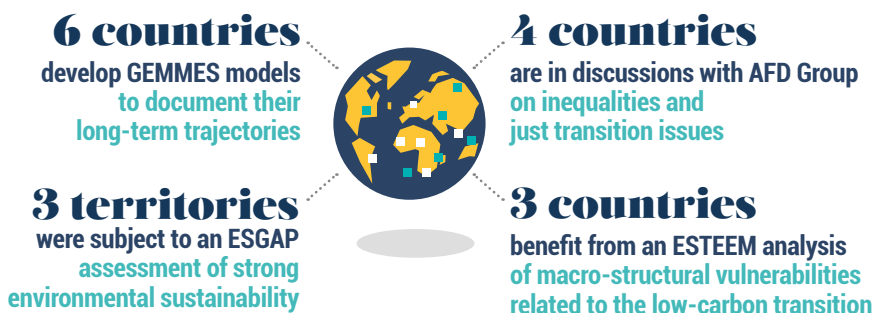 6 countries
develop GEMMES models
to document their
long-term trajectories
4 countries
are in discussions with AFD Group
on inequalities and
just transition issues
3 territories
were subject to an ESGAP
assessment of strong
environmental sustainability
3 countries
benefit from an ESTEEM analysis
of macro-structural vulnerabilities
related to the low-carbon transition